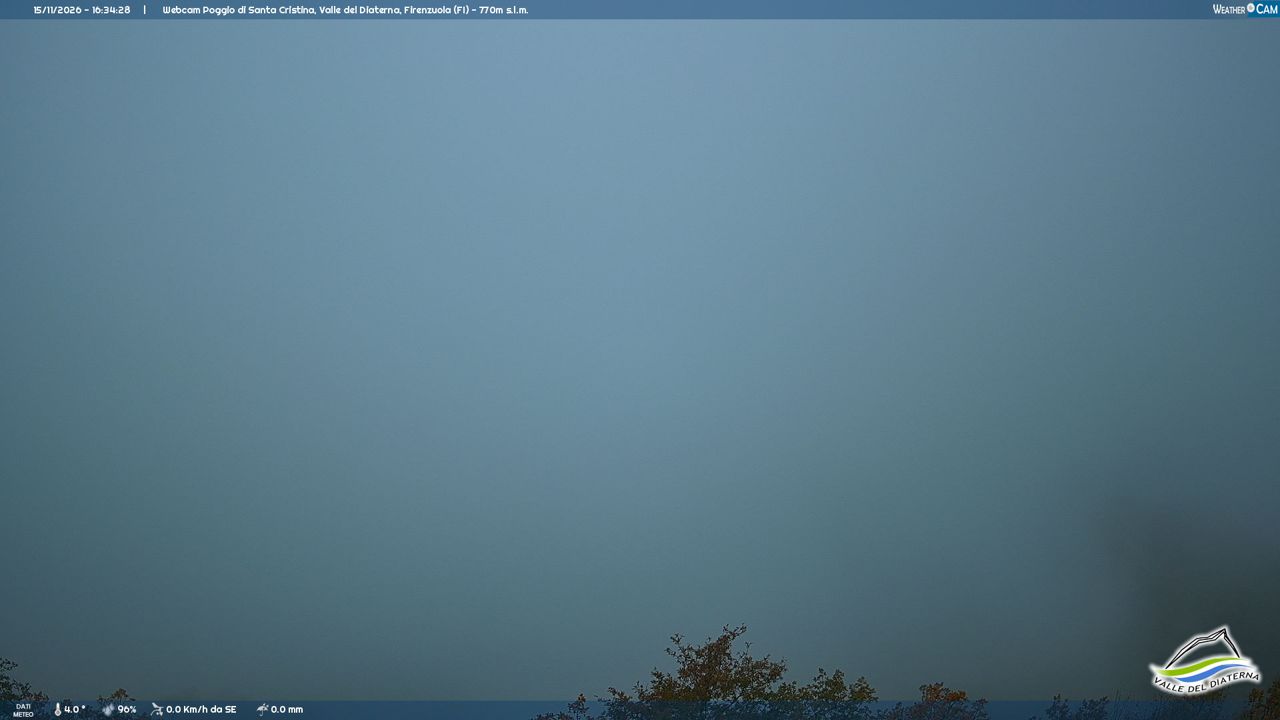 15/11/2026 - 16:34:28 | Webcam Poggio di Santa Cristina, Valle del Diaterna, Firenzuola (FI) - 770m s.l.m.
WEATHER CAM
VALLE DEL DIATERNA
DATI METEO
4.0 °
96%
0.0 Km/h da SE
0.0 mm